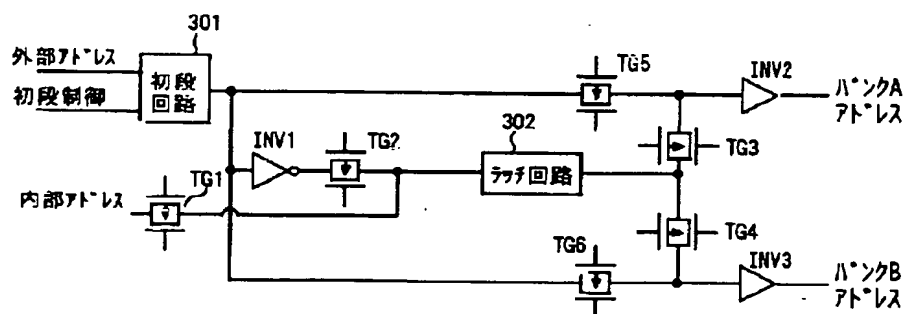 301
外部アドレス
初段制御
初段
回路
TG5
INV2
バンクA
アドレス
INV1
TG2
302
ラッチ回路
TG3
内部アドレス
TG1
TG4
TG6
INV3
バンクB
アドレス